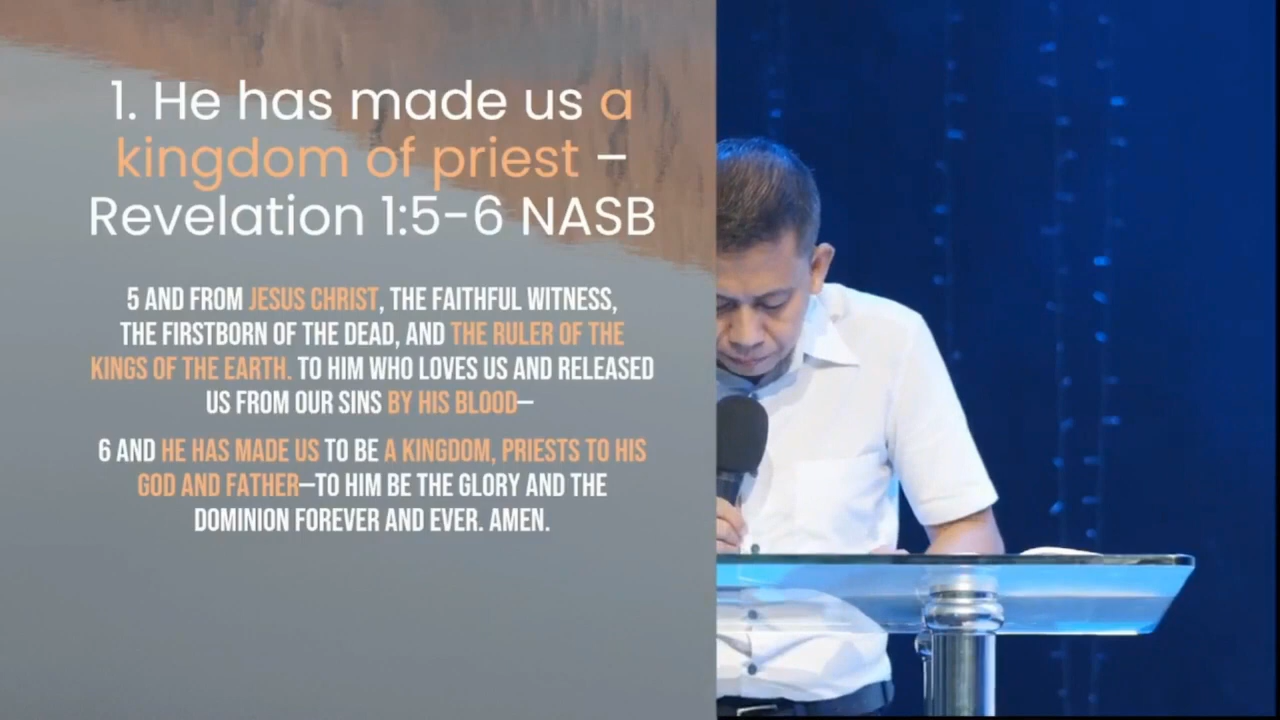 1. He has made us a
kingdom of priest –
Revelation 1:5-6 NASB
5 AND FROM JESUS CHRIST, THE FAITHFUL WITNESS,
THE FIRSTBORN OF THE DEAD, AND THE RULER OF THE
KINGS OF THE EARTH. TO HIM WHO LOVES US AND RELEASED
US FROM OUR SINS BY HIS BLOOD—
6 AND HE HAS MADE US TO BE A KINGDOM, PRIESTS TO HIS
GOD AND FATHER—TO HIM BE THE GLORY AND THE
DOMINION FOREVER AND EVER. AMEN.